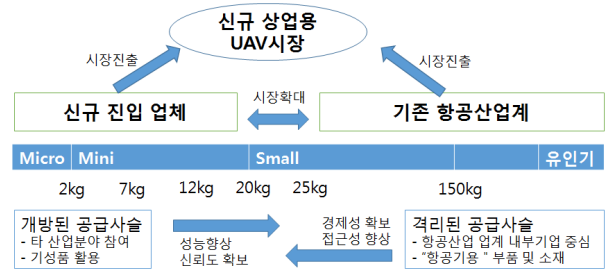 신규 상업용
UAV시장
시장진출
시장진출
신규 진입 업체
시장확대
기존 항공산업계
Micro
Mini
Small
유인기
2kg
7kg
12kg
20kg
25kg
150kg
개방된 공급사슬
- 타 산업분야 참여
- 기성품 활용
성능향상
신뢰도 확보
경제성 확보
접근성 향상
격리된 공급사슬
- 항공산업 업계 내부기업 중심
- “항공기용 " 부품 및 소재